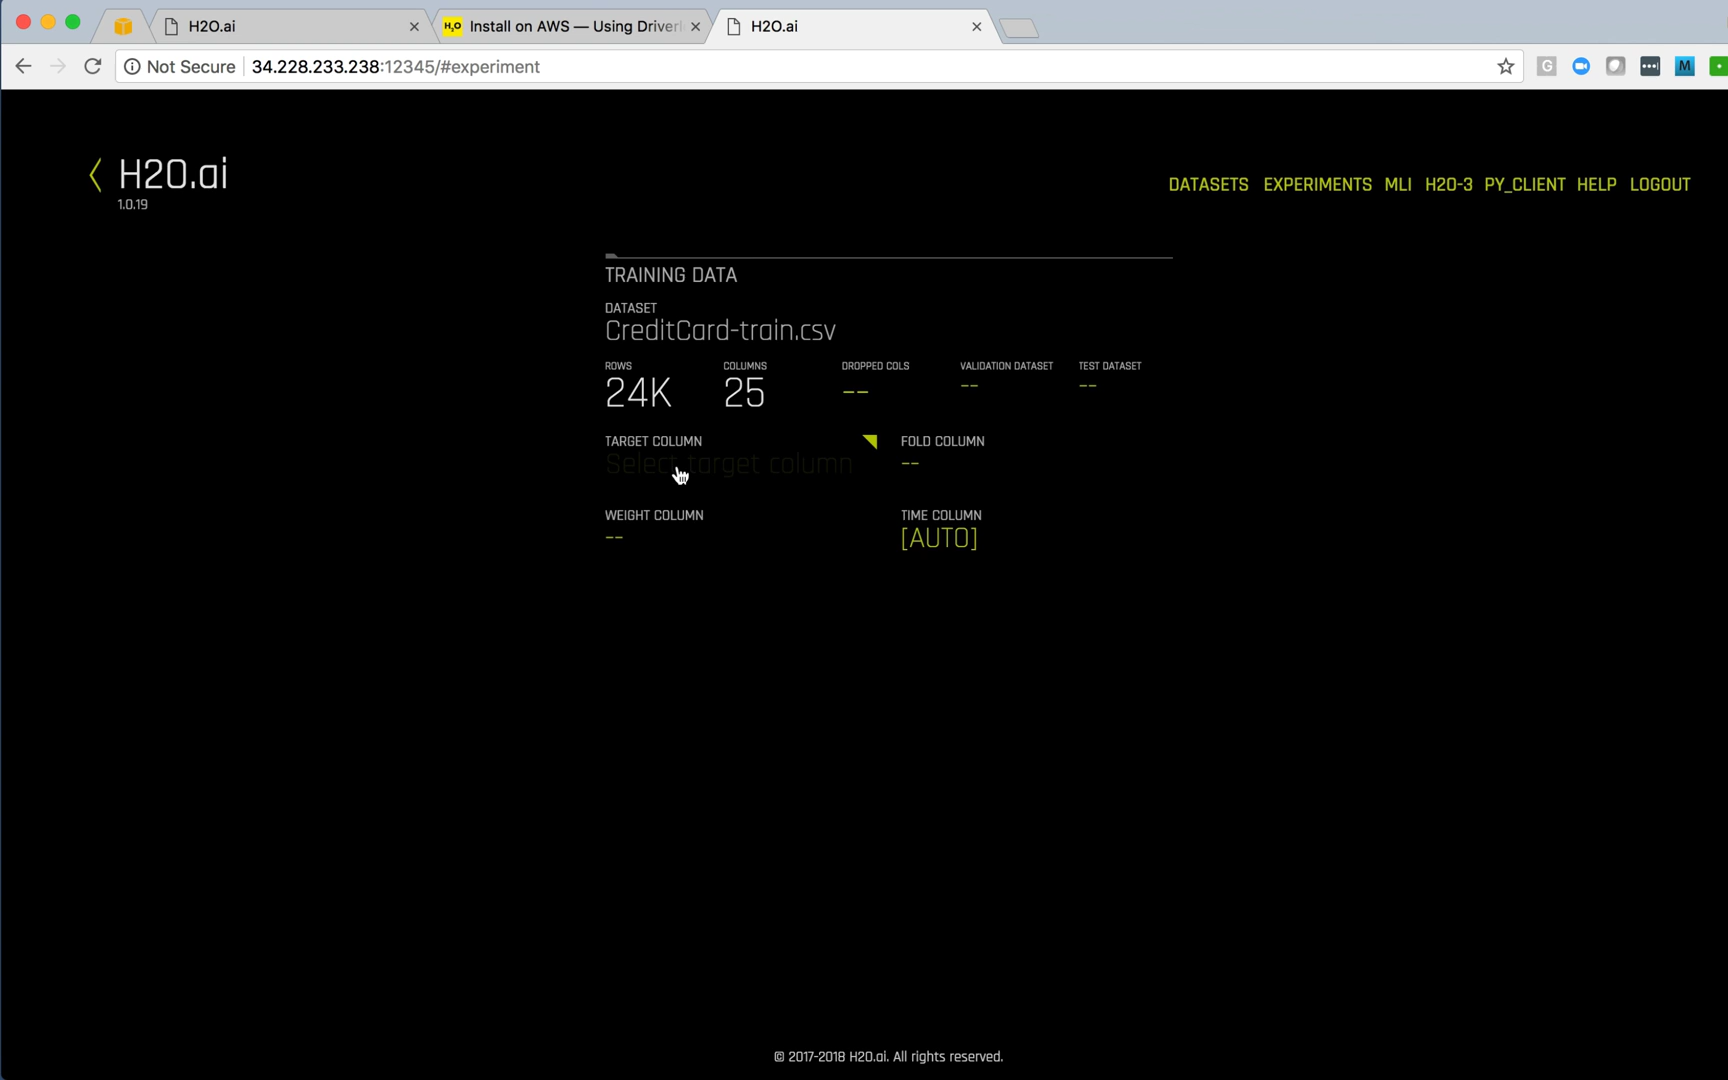 H2O.ai
H2O Install on AWS — Using Driverl
H2O.ai
Not Secure 34.228.233.238:12345/#experiment
G
M
H2O.ai
1.0.19
DATASETS EXPERIMENTS MLI H2O-3 PY_CLIENT HELP LOGOUT
TRAINING DATA
DATASET
CreditCard-train.csv
ROWS COLUMNS DROPPED COLS VALIDATION DATASET TEST DATASET
24K 25 -- -- --
TARGET COLUMN FOLD COLUMN
Select target column --
WEIGHT COLUMN TIME COLUMN
-- [AUTO]
© 2017-2018 H2O.ai. All rights reserved.